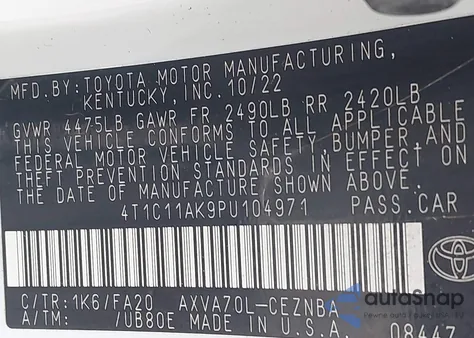 MFD.BY:TOYOTA MOTOR MANUFACTURING,
KENTUCKY, INC. 10/22
GVWR 4475LB GAWR FR 2490LB RR 2420LB
THIS VEHICLE CONFORMS TO ALL APPLICABLE
FEDERAL MOTOR VEHICLE SAFETY, BUMPER, AND
THEFT PREVENTION STANDARDS IN EFFECT ON
THE DATE OF MANUFACTURE SHOWN ABOVE.
4T1C11AK9PU104971 PASS.CAR
C/TR:1K6/FA20 AXVA70L-CEZNBA
A/TM: /UB80E MADE IN U.S.A. 08447
autoSnap